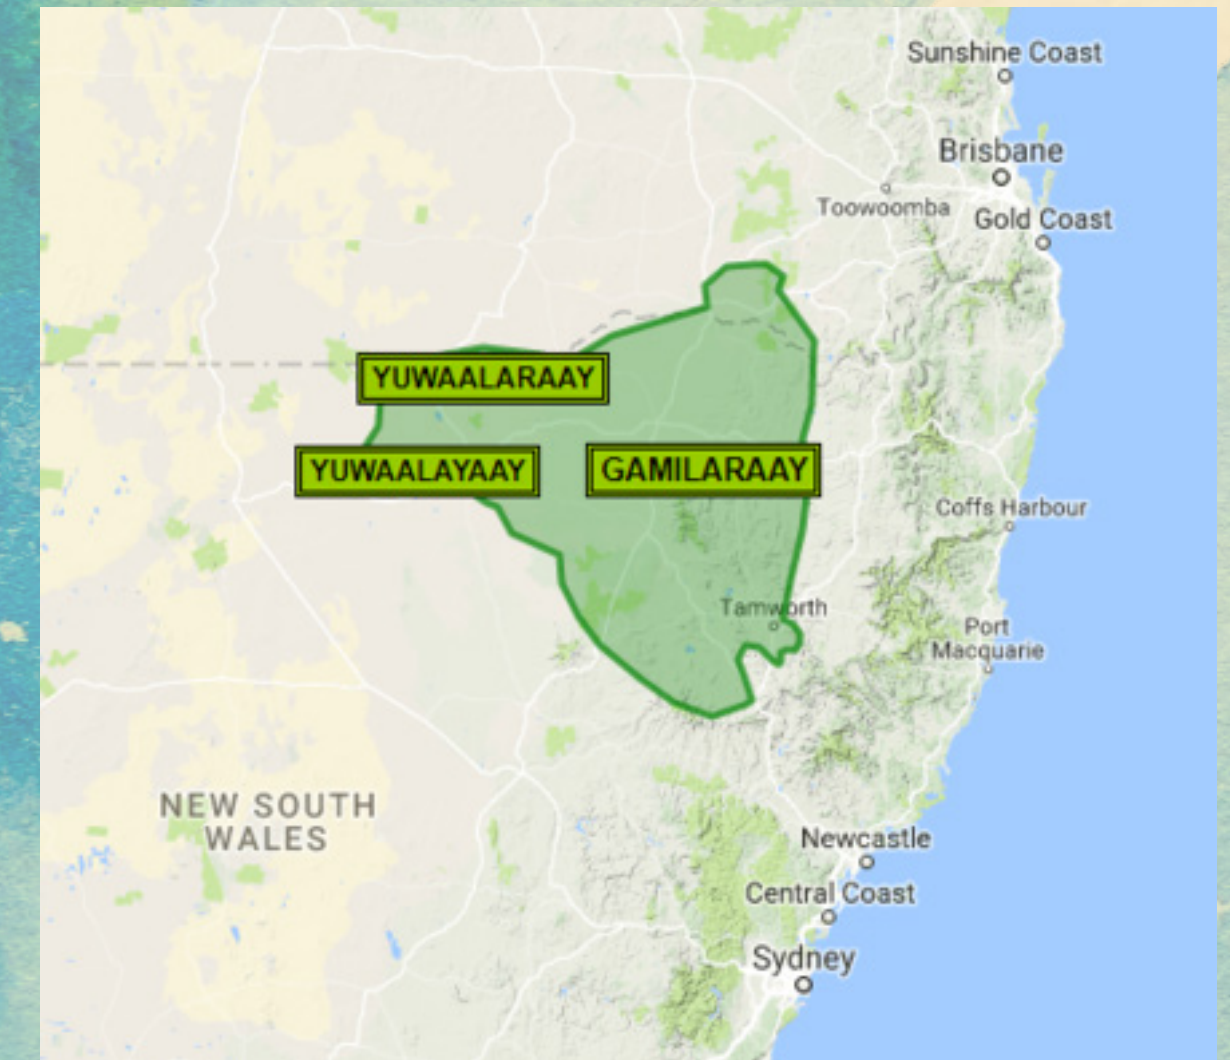 Sunshine Coast
Brisbane
Toowoomba
Gold Coast
YUWAALARAAY
YUWAALAYAAY
GAMILARAAY
Coffs Harbour
Tamworth
Port
Macquarie
NEW SOUTH
WALES
Newcastle
Central Coast
Sydney